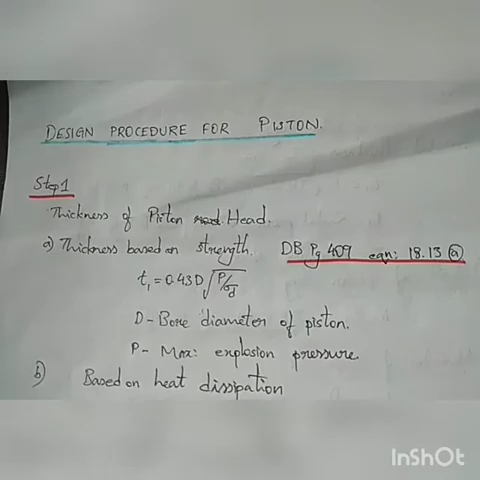 DESIGN PROCEDURE FOR PISTON.
Step 1
Thickness of Piston Head.
a) Thickness based on strength. DB Pg 409 eqn: 18.13 (a)
t₁ = 0.43 D √(P/σd)
D - Bore diameter of piston.
P - Max: explosion pressure
b) Based on heat dissipation
InShOt